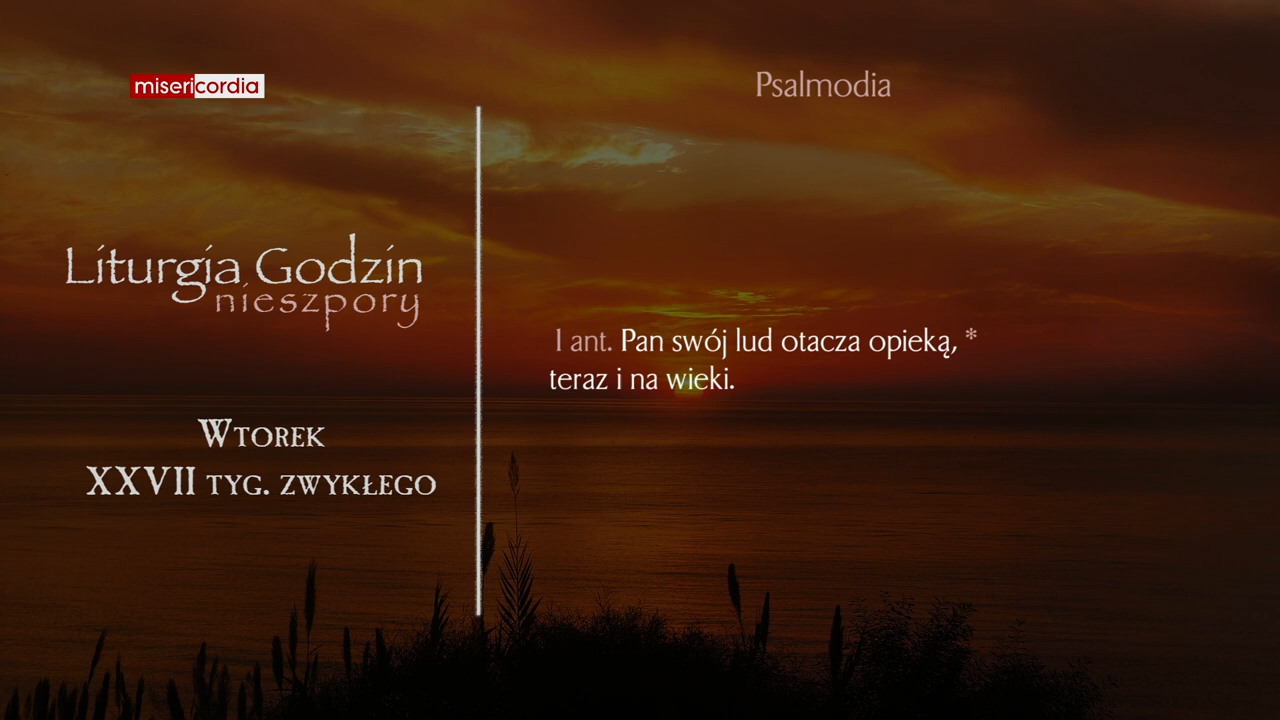 misericordia
Psalmodia
Liturgia Godzin
nieszpory
I ant. Pan swój lud otacza opieką, *
teraz i na wieki.
Wtorek
XXVII tyg. zwykłego